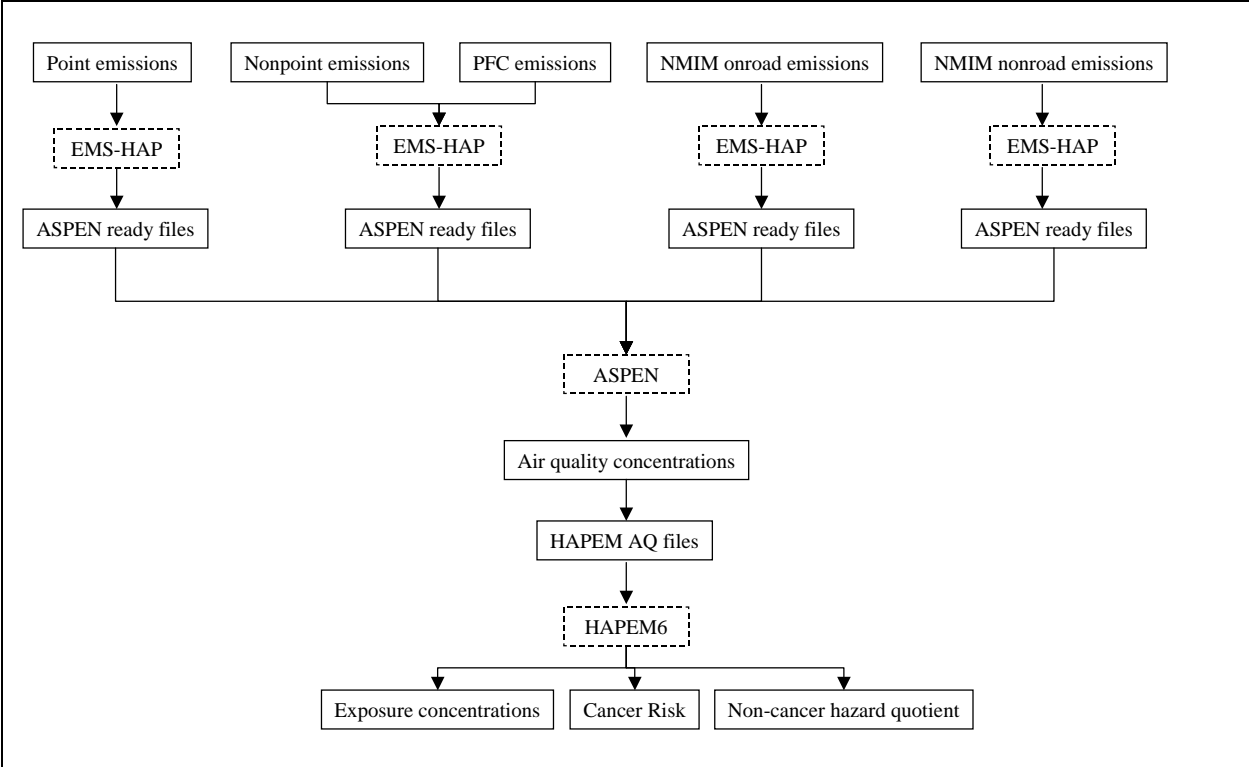 Point emissions
Nonpoint emissions
PFC emissions
NMIM onroad emissions
NMIM nonroad emissions
EMS-HAP
EMS-HAP
EMS-HAP
EMS-HAP
ASPEN ready files
ASPEN ready files
ASPEN ready files
ASPEN ready files
ASPEN
Air quality concentrations
HAPEM AQ files
HAPEM6
Exposure concentrations
Cancer Risk
Non-cancer hazard quotient